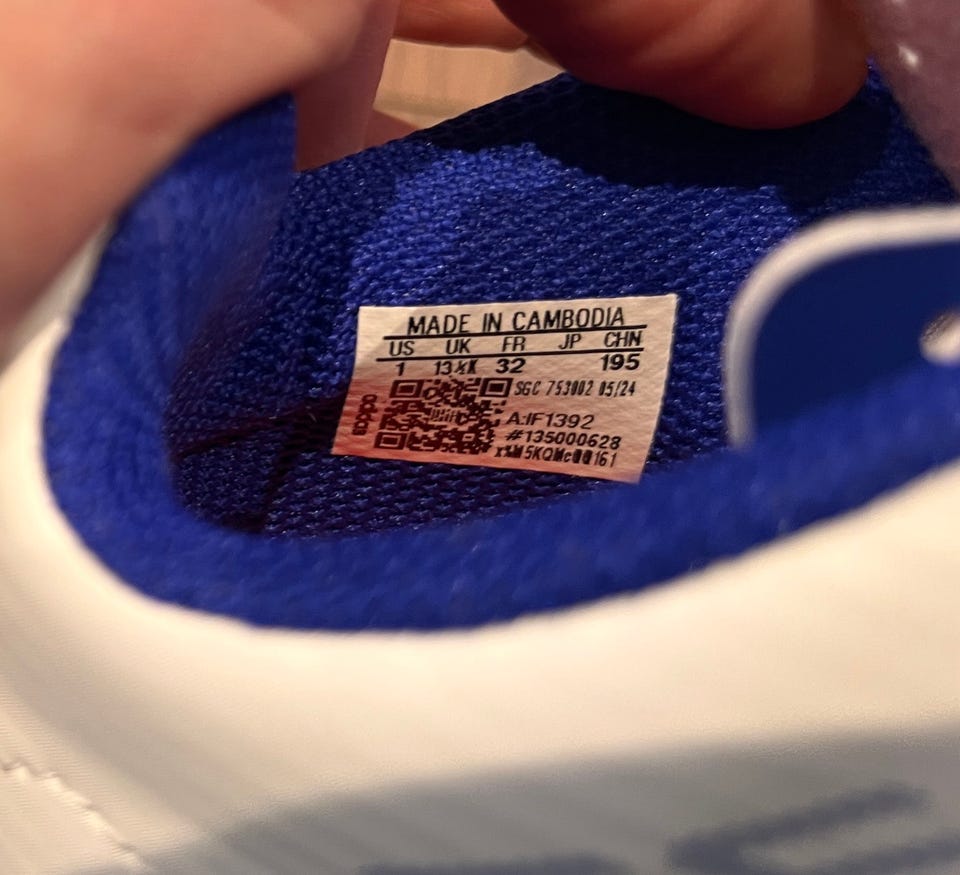 MADE IN CAMBODIA
US UK FR JP CHN
1 13½K 32 195
SGC 753002 05/24
adidas
A:IF1392
#135000628